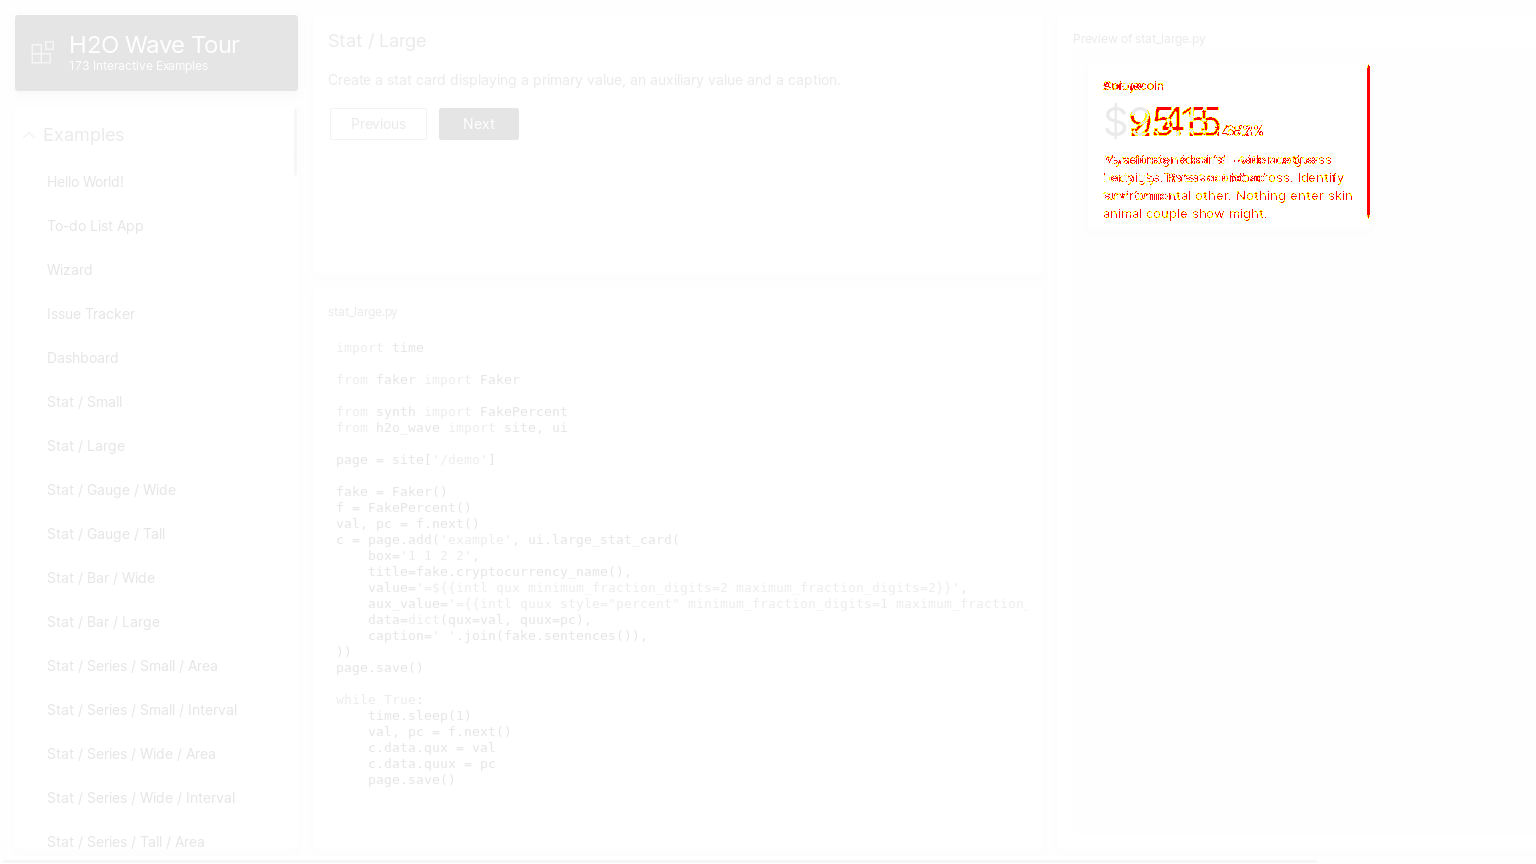 H2O Wave Tour
173 Interactive Examples
Examples
Hello World!
To-do List App
Wizard
Issue Tracker
Dashboard
Stat / Small
Stat / Large
Stat / Gauge / Wide
Stat / Gauge / Tall
Stat / Bar / Wide
Stat / Bar / Large
Stat / Series / Small / Area
Stat / Series / Small / Interval
Stat / Series / Wide / Area
Stat / Series / Wide / Interval
Stat / Series / Tall / Area
Stat / Large
Create a stat card displaying a primary value, an auxiliary value and a caption.
Previous Next
stat_large.py
import time
from faker import Faker
from synth import FakePercent
from h2o_wave import site, ui
page = site['/demo']
fake = Faker()
f = FakePercent()
val, pc = f.next()
c = page.add('example', ui.large_stat_card(
    box='1 1 2 2',
    title=fake.cryptocurrency_name(),
    value='=${{intl qux minimum_fraction_digits=2 maximum_fraction_digits=2}}',
    aux_value='={{intl quux style="percent" minimum_fraction_digits=1 maximum_fraction_
    data=dict(qux=val, quux=pc),
    caption=' '.join(fake.sentences()),
))
page.save()
while True:
    time.sleep(1)
    val, pc = f.next()
    c.data.qux = val
    c.data.quux = pc
    page.save()
Preview of stat_large.py
$
Identify
other. Nothing enter skin
animal couple show might.